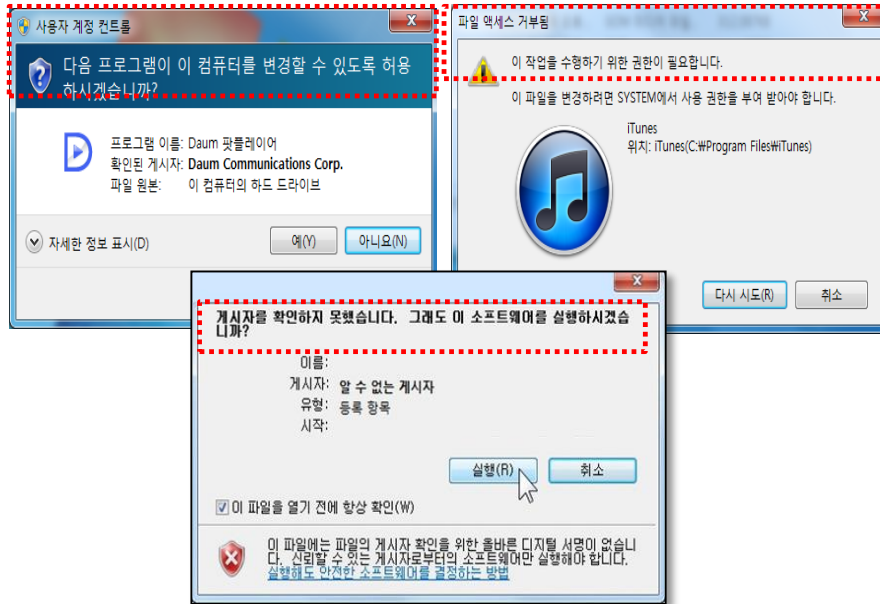 사용자 계정 컨트롤
다음 프로그램이 이 컴퓨터를 변경할 수 있도록 허용
하시겠습니까?
프로그램 이름: Daum 팟플레이어
확인된 게시자: Daum Communications Corp.
파일 원본: 이 컴퓨터의 하드 드라이브
자세한 정보 표시(D)
예(Y)
아니요(N)
파일 액세스 거부됨
이 작업을 수행하기 위한 권한이 필요합니다.
이 파일을 변경하려면 SYSTEM에서 사용 권한을 부여 받아야 합니다.
iTunes
위치: iTunes(C:₩Program Files₩iTunes)
다시 시도(R)
취소
게시자를 확인하지 못했습니다. 그래도 이 소프트웨어를 실행하시겠습
니까?
이름:
게시자: 알 수 없는 게시자
유형: 등록 항목
시작:
실행(R)
취소
이 파일을 열기 전에 항상 확인(W)
이 파일에는 파일의 게시자 확인을 위한 올바른 디지털 서명이 없습니
다. 신뢰할 수 있는 게시자로부터의 소프트웨어만 실행해야 합니다.
실행해도 안전한 소프트웨어를 결정하는 방법